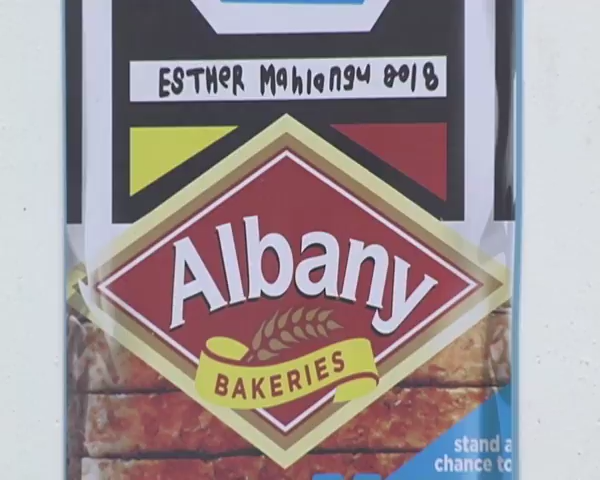 ESTHER Mahlangu 2018
Albany
BAKERIES
stand a
chance to